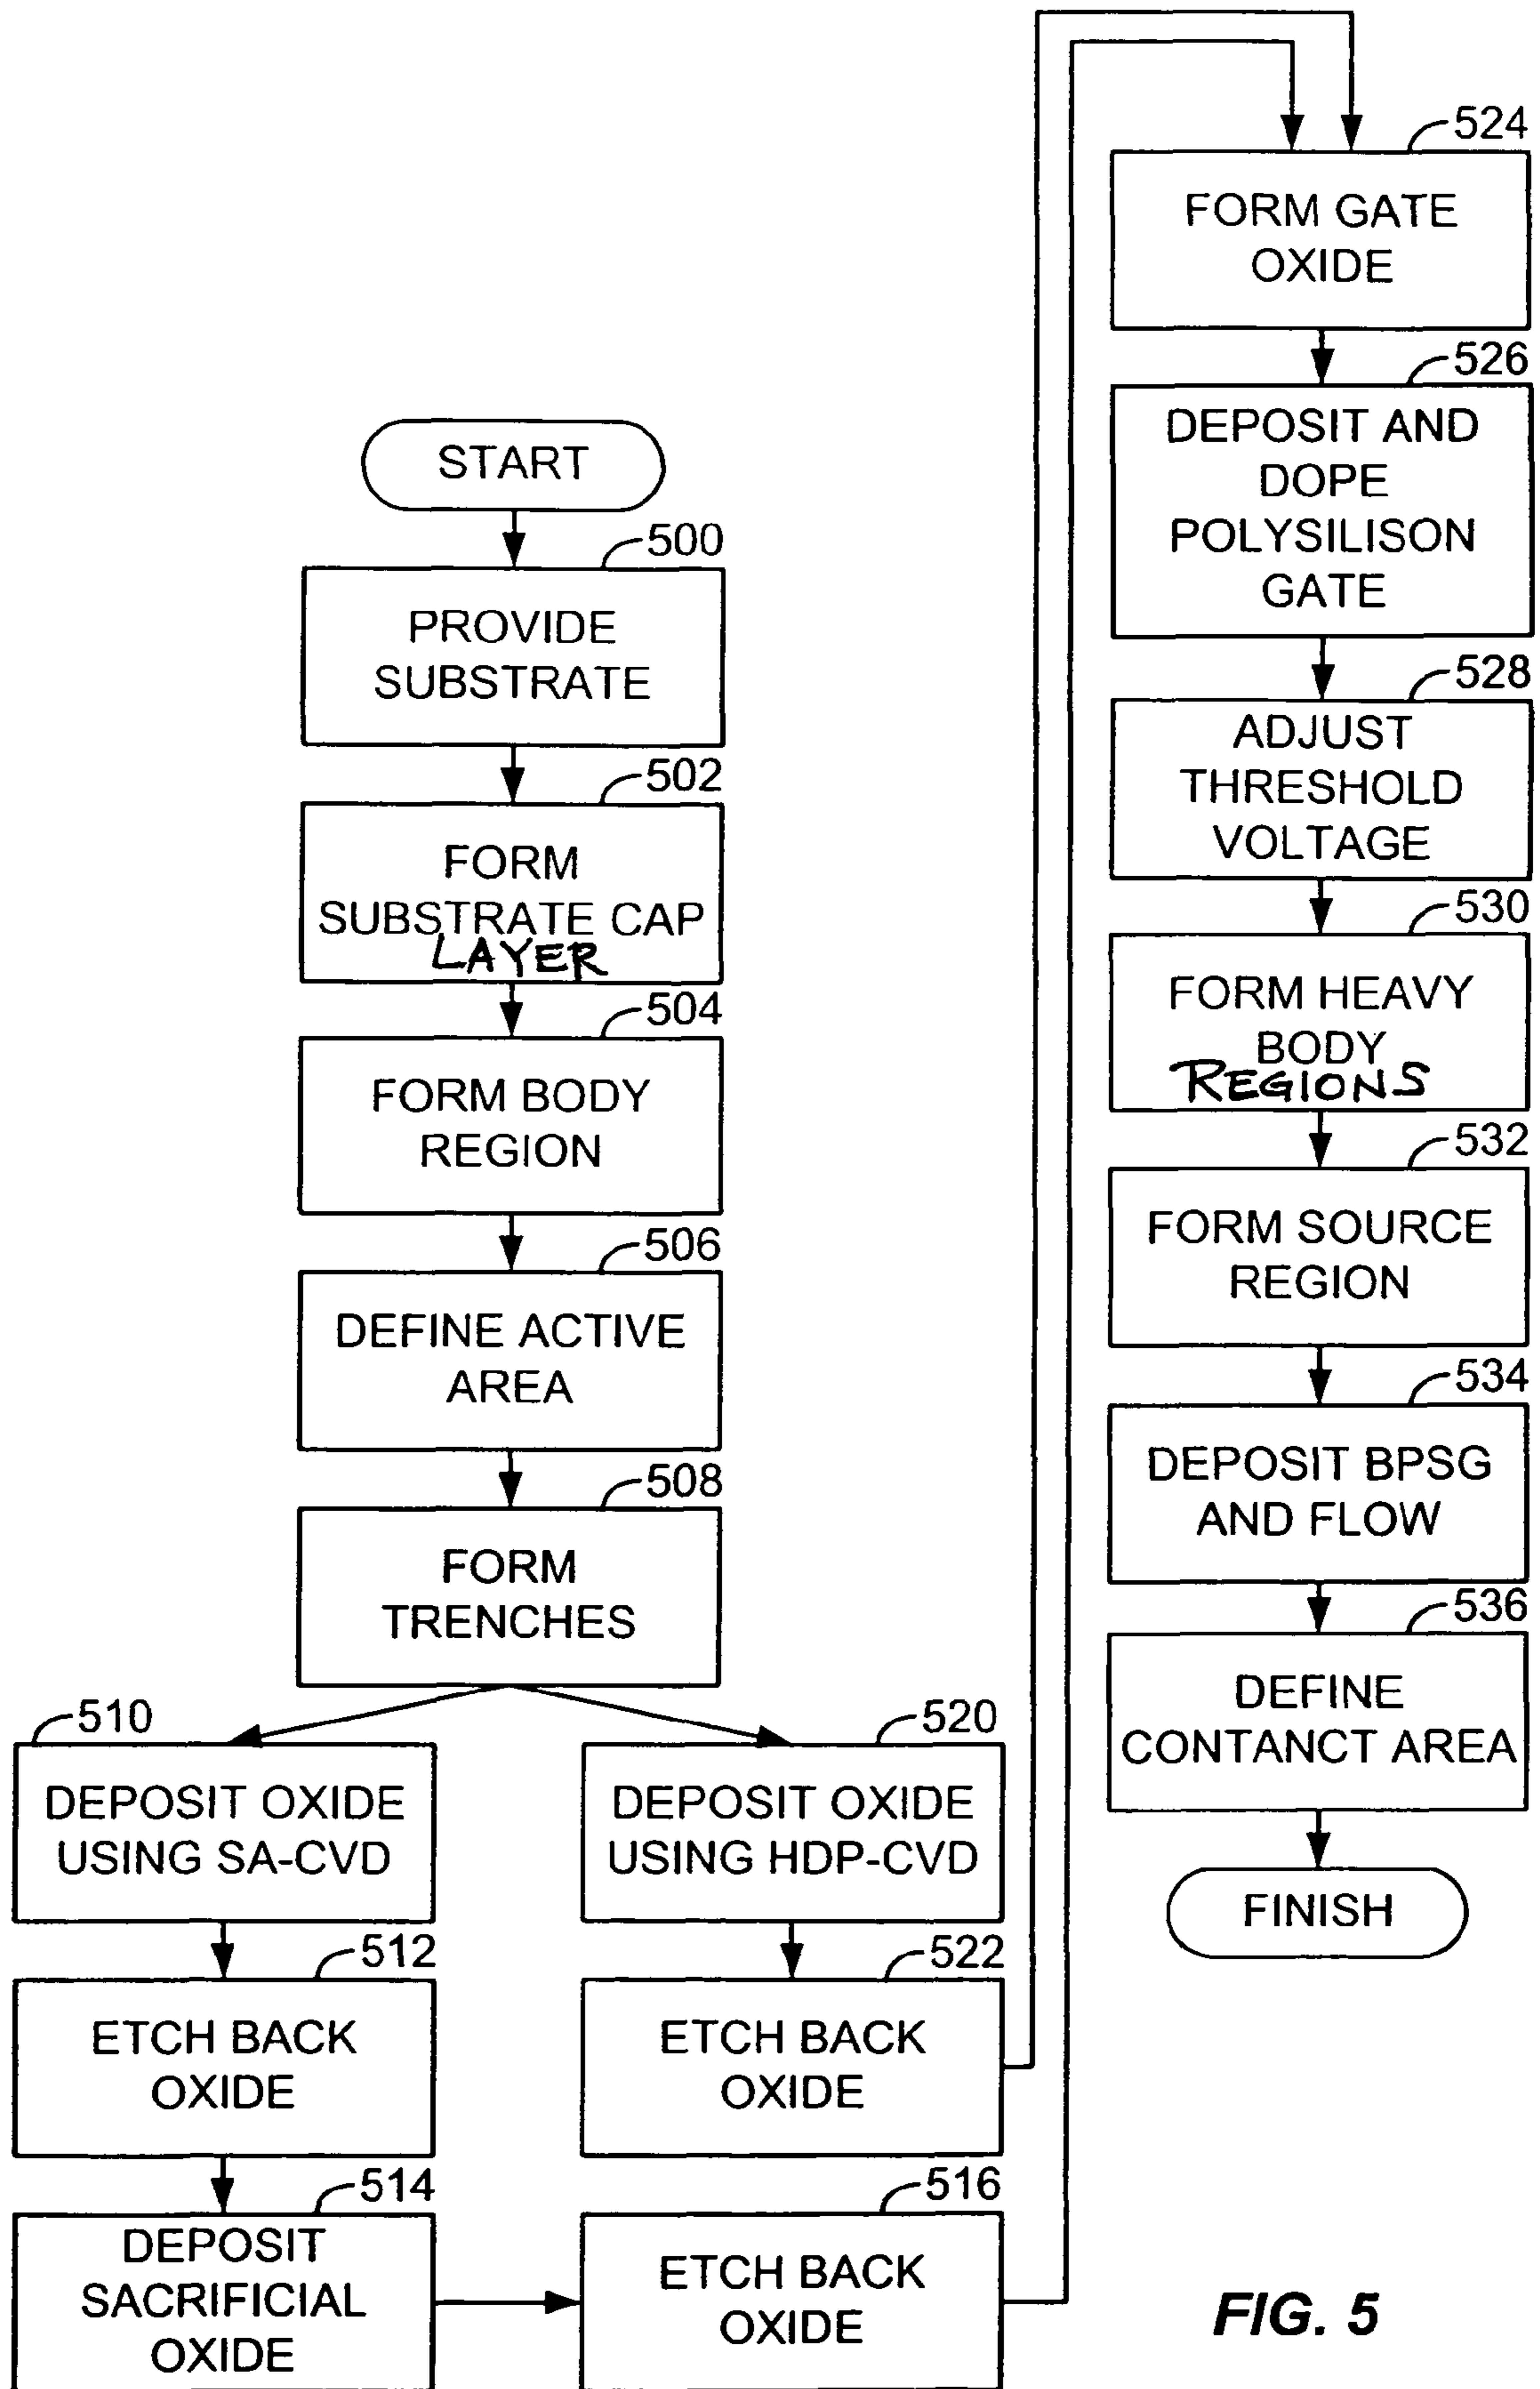 START
500
PROVIDE
SUBSTRATE
502
FORM
SUBSTRATE CAP
LAYER
504
FORM BODY
REGION
506
DEFINE ACTIVE
AREA
508
FORM
TRENCHES
510
DEPOSIT OXIDE
USING SA-CVD
512
ETCH BACK
OXIDE
514
DEPOSIT
SACRIFICIAL
OXIDE
516
ETCH BACK
OXIDE
520
DEPOSIT OXIDE
USING HDP-CVD
522
ETCH BACK
OXIDE
524
FORM GATE
OXIDE
526
DEPOSIT AND
DOPE
POLYSILISON
GATE
528
ADJUST
THRESHOLD
VOLTAGE
530
FORM HEAVY
BODY
REGIONS
532
FORM SOURCE
REGION
534
DEPOSIT BPSG
AND FLOW
536
DEFINE
CONTANCT AREA
FINISH
FIG. 5